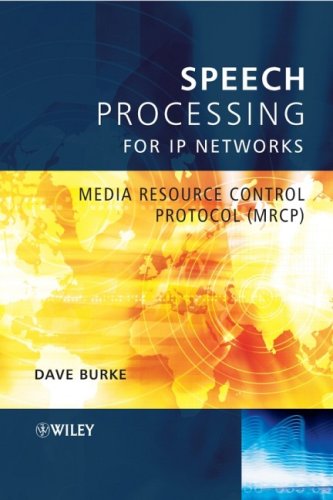 SPEECH
PROCESSING
FOR IP NETWORKS
MEDIA RESOURCE CONTROL
PROTOCOL (MRCP)
DAVE BURKE
WILEY